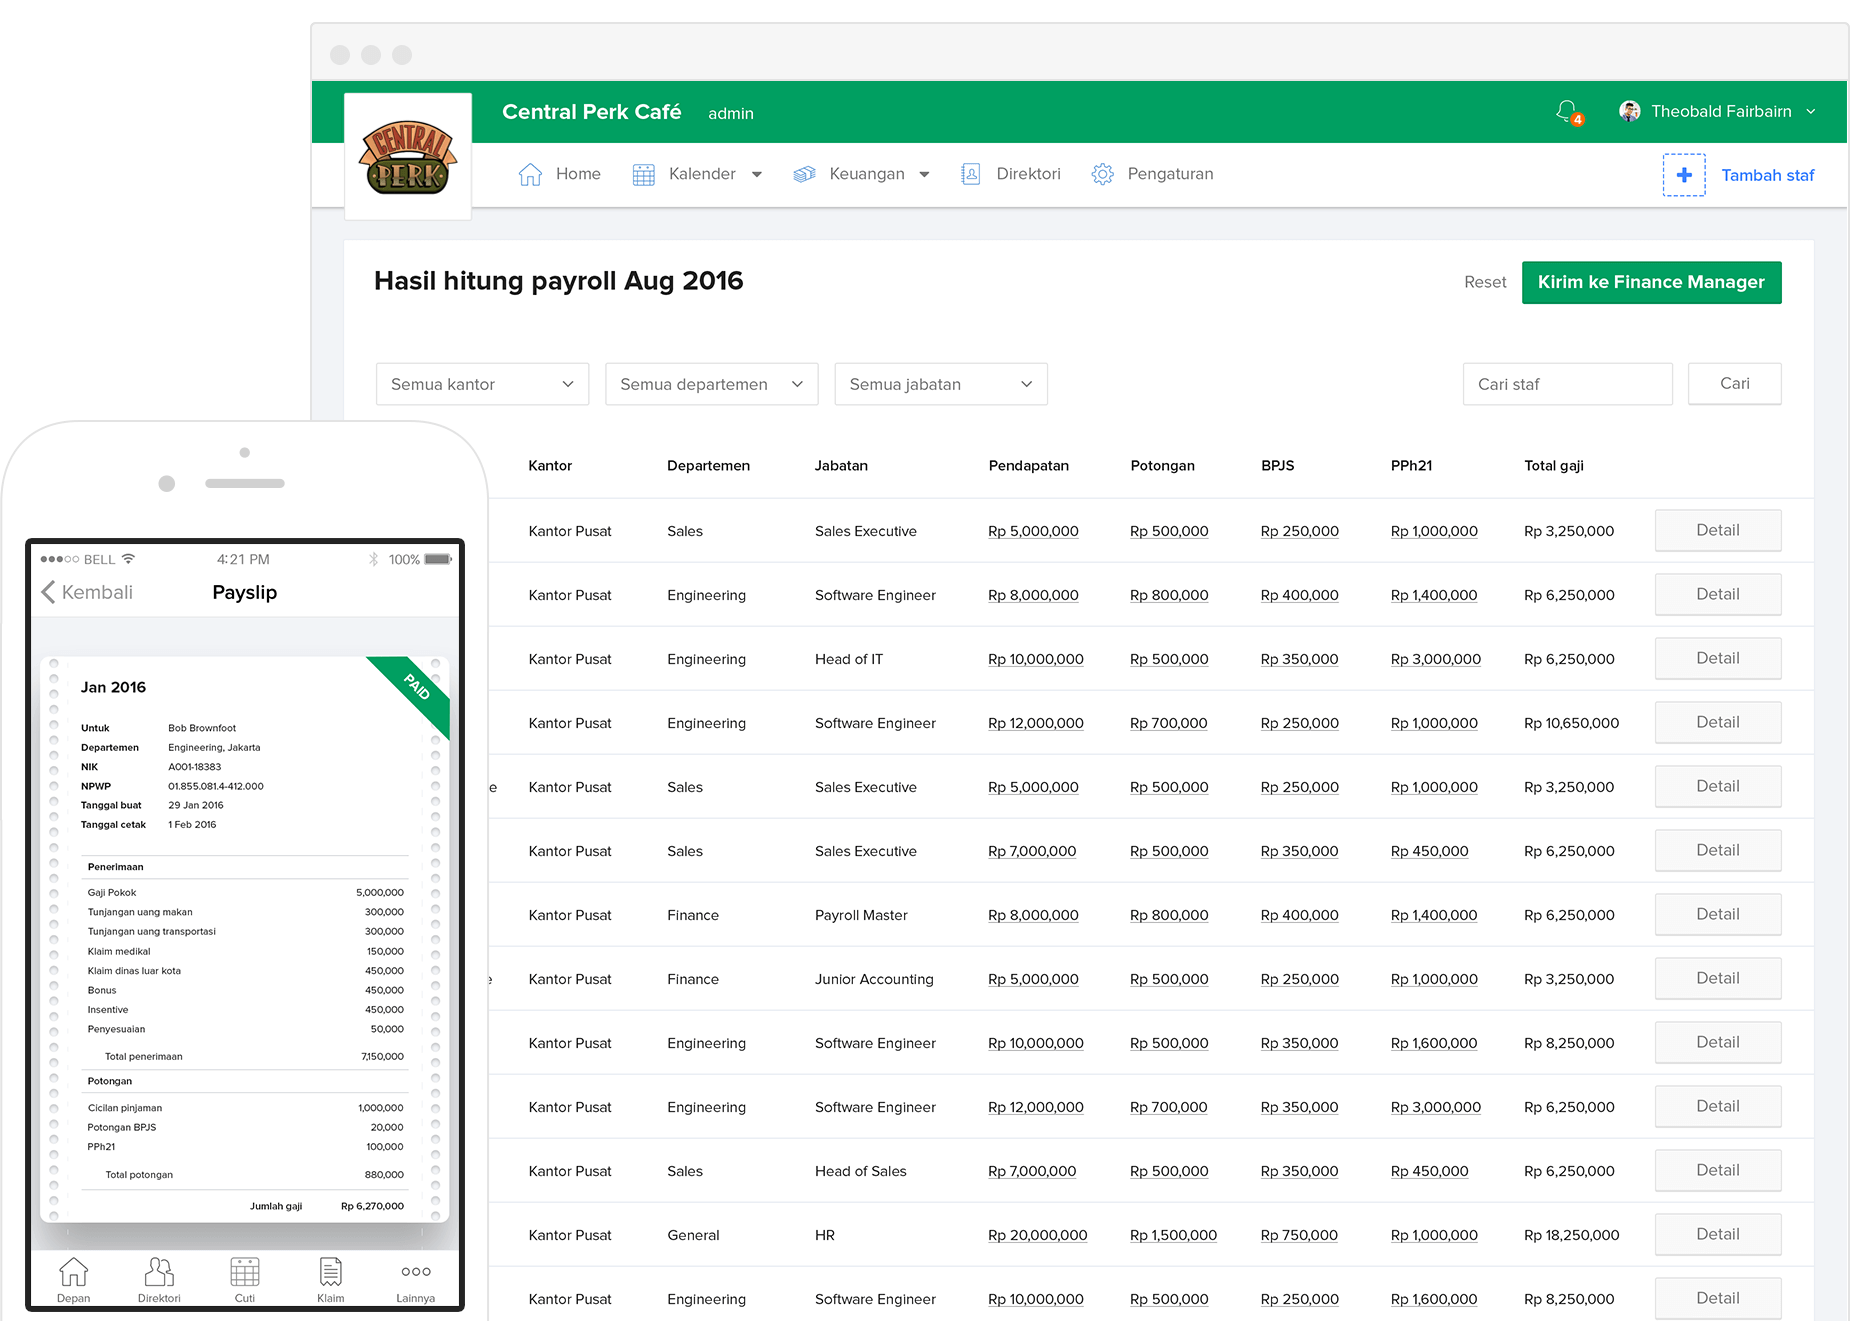 Central Perk Café admin
4 Theobald Fairbairn
CENTRAL
PERK
Home Kalender Keuangan Direktori Pengaturan
Tambah staf
Hasil hitung payroll Aug 2016
Reset Kirim ke Finance Manager
Semua kantor Semua departemen Semua jabatan Cari staf Cari
Kantor Departemen Jabatan Pendapatan Potongan BPJS PPh21 Total gaji
Kantor Pusat Sales Sales Executive Rp 5,000,000 Rp 500,000 Rp 250,000 Rp 1,000,000 Rp 3,250,000 Detail
Kantor Pusat Engineering Software Engineer Rp 8,000,000 Rp 800,000 Rp 400,000 Rp 1,400,000 Rp 6,250,000 Detail
Kantor Pusat Engineering Head of IT Rp 10,000,000 Rp 500,000 Rp 350,000 Rp 3,000,000 Rp 6,250,000 Detail
Kantor Pusat Engineering Software Engineer Rp 12,000,000 Rp 700,000 Rp 250,000 Rp 1,000,000 Rp 10,650,000 Detail
e Kantor Pusat Sales Sales Executive Rp 5,000,000 Rp 500,000 Rp 250,000 Rp 1,000,000 Rp 3,250,000 Detail
Kantor Pusat Sales Sales Executive Rp 7,000,000 Rp 500,000 Rp 350,000 Rp 450,000 Rp 6,250,000 Detail
Kantor Pusat Finance Payroll Master Rp 8,000,000 Rp 800,000 Rp 400,000 Rp 1,400,000 Rp 6,250,000 Detail
Kantor Pusat Finance Junior Accounting Rp 5,000,000 Rp 500,000 Rp 250,000 Rp 1,000,000 Rp 3,250,000 Detail
Kantor Pusat Engineering Software Engineer Rp 10,000,000 Rp 500,000 Rp 350,000 Rp 1,600,000 Rp 8,250,000 Detail
Kantor Pusat Engineering Software Engineer Rp 12,000,000 Rp 700,000 Rp 350,000 Rp 3,000,000 Rp 6,250,000 Detail
Kantor Pusat Sales Head of Sales Rp 7,000,000 Rp 500,000 Rp 350,000 Rp 450,000 Rp 6,250,000 Detail
Kantor Pusat General HR Rp 20,000,000 Rp 1,500,000 Rp 750,000 Rp 1,000,000 Rp 18,250,000 Detail
Kantor Pusat Engineering Software Engineer Rp 10,000,000 Rp 500,000 Rp 250,000 Rp 1,600,000 Rp 8,250,000 Detail
BELL 4:21 PM 100%
Kembali Payslip
PAID
Jan 2016
Untuk Bob Brownfoot
Departemen Engineering, Jakarta
NIK A001-18383
NPWP 01.855.081.4-412.000
Tanggal buat 29 Jan 2016
Tanggal cetak 1 Feb 2016
Penerimaan
Gaji Pokok 5,000,000
Tunjangan uang makan 300,000
Tunjangan uang transportasi 300,000
Klaim medikal 150,000
Klaim dinas luar kota 450,000
Bonus 450,000
Insentive 450,000
Penyesuaian 50,000
Total penerimaan 7,150,000
Potongan
Cicilan pinjaman 1,000,000
Potongan BPJS 20,000
PPh21 100,000
Total potongan 880,000
Jumlah gaji Rp 6,270,000
Depan Direktori Cuti Klaim Lainnya